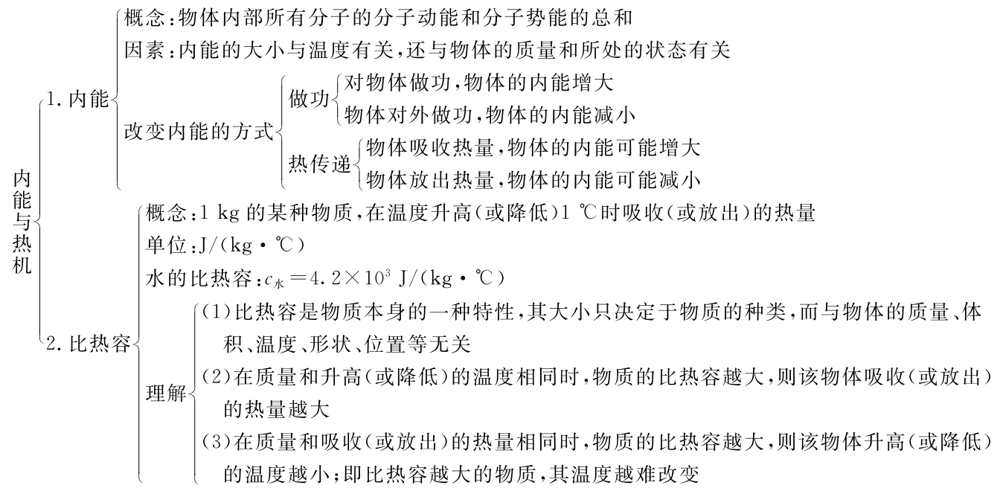 内能与热机
1. 内能
概念:物体内部所有分子的分子动能和分子势能的总和
因素:内能的大小与温度有关,还与物体的质量和所处的状态有关
改变内能的方式
做功
对物体做功,物体的内能增大
物体对外做功,物体的内能减小
热传递
物体吸收热量,物体的内能可能增大
物体放出热量,物体的内能可能减小
2. 比热容
概念:1 kg 的某种物质,在温度升高(或降低)1 ℃时吸收(或放出)的热量
单位:J/(kg·℃)
水的比热容:c水=4.2×10³ J/(kg·℃)
理解
(1)比热容是物质本身的一种特性,其大小只决定于物质的种类,而与物体的质量、体
积、温度、形状、位置等无关
(2)在质量和升高(或降低)的温度相同时,物质的比热容越大,则该物体吸收(或放出)
的热量越大
(3)在质量和吸收(或放出)的热量相同时,物质的比热容越大,则该物体升高(或降低)
的温度越小;即比热容越大的物质,其温度越难改变